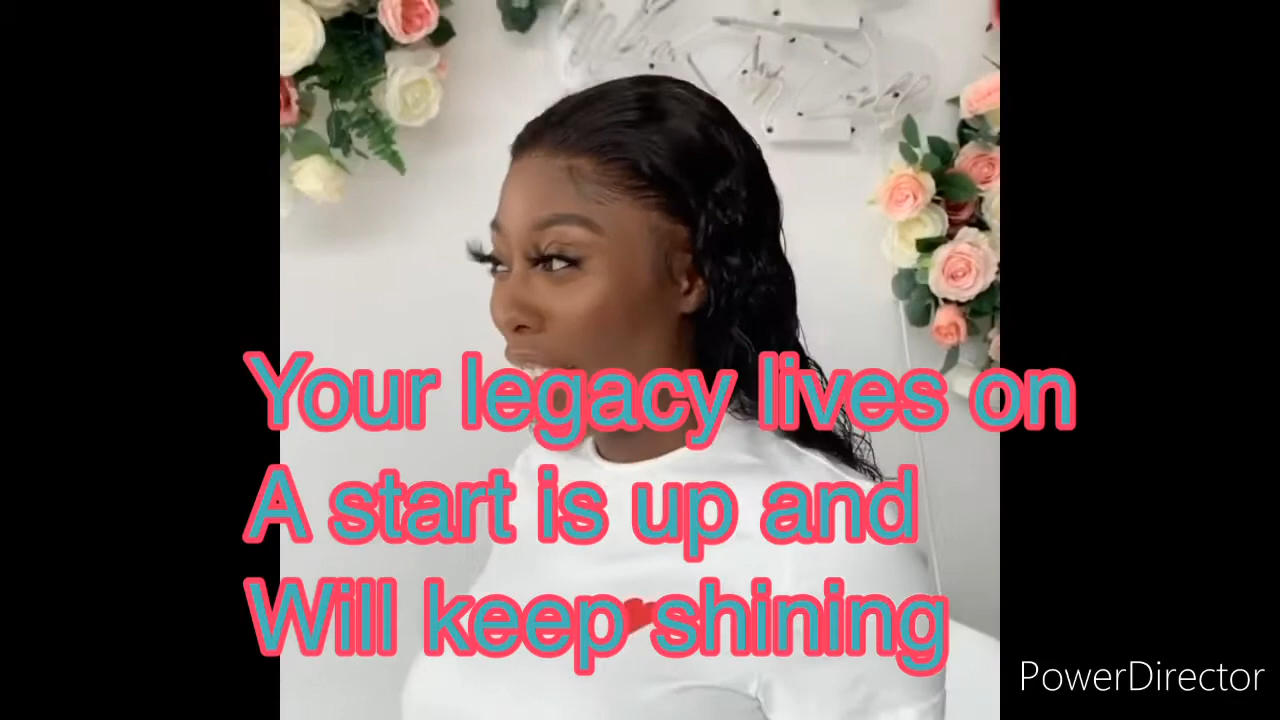 Your legacy lives on
A start is up and
Will keep shining
PowerDirector